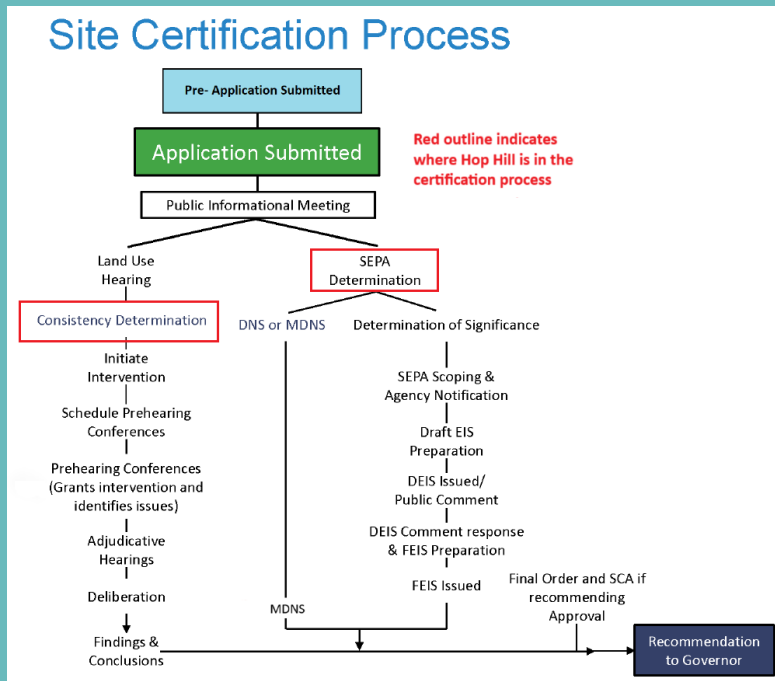 Site Certification Process
Pre- Application Submitted
Application Submitted
Red outline indicates
where Hop Hill is in the
certification process
Public Informational Meeting
Land Use
Hearing
SEPA
Determination
Consistency Determination
DNS or MDNS
Determination of Significance
Initiate
Intervention
SEPA Scoping &
Agency Notification
Schedule Prehearing
Conferences
Draft EIS
Preparation
Prehearing Conferences
(Grants intervention and
identifies issues)
DEIS Issued/
Public Comment
Adjudicative
Hearings
DEIS Comment response
& FEIS Preparation
Deliberation
FEIS Issued
MDNS
Final Order and SCA if
recommending
Approval
Findings &
Conclusions
Recommendation
to Governor